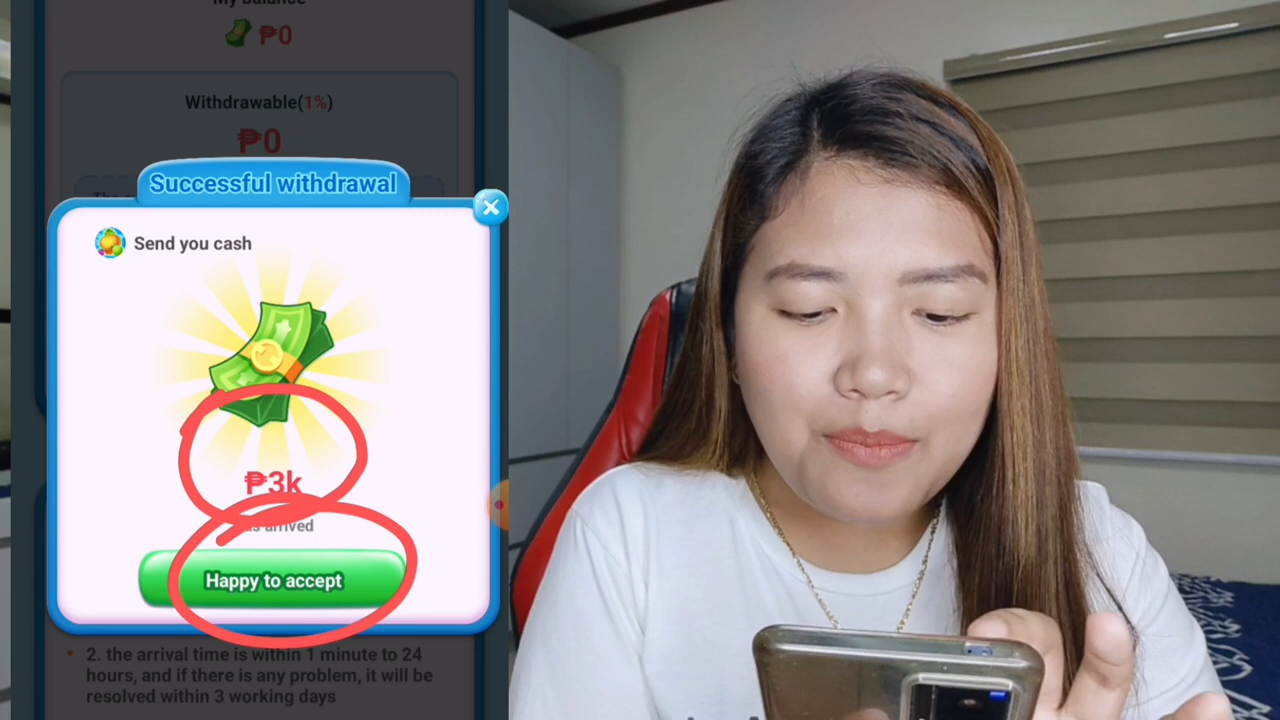 My balance
₱0
Withdrawable(1%)
₱0
Successful withdrawal
Send you cash
₱3k
arrived
Happy to accept
2. the arrival time is within 1 minute to 24
hours, and if there is any problem, it will be
resolved within 3 working days